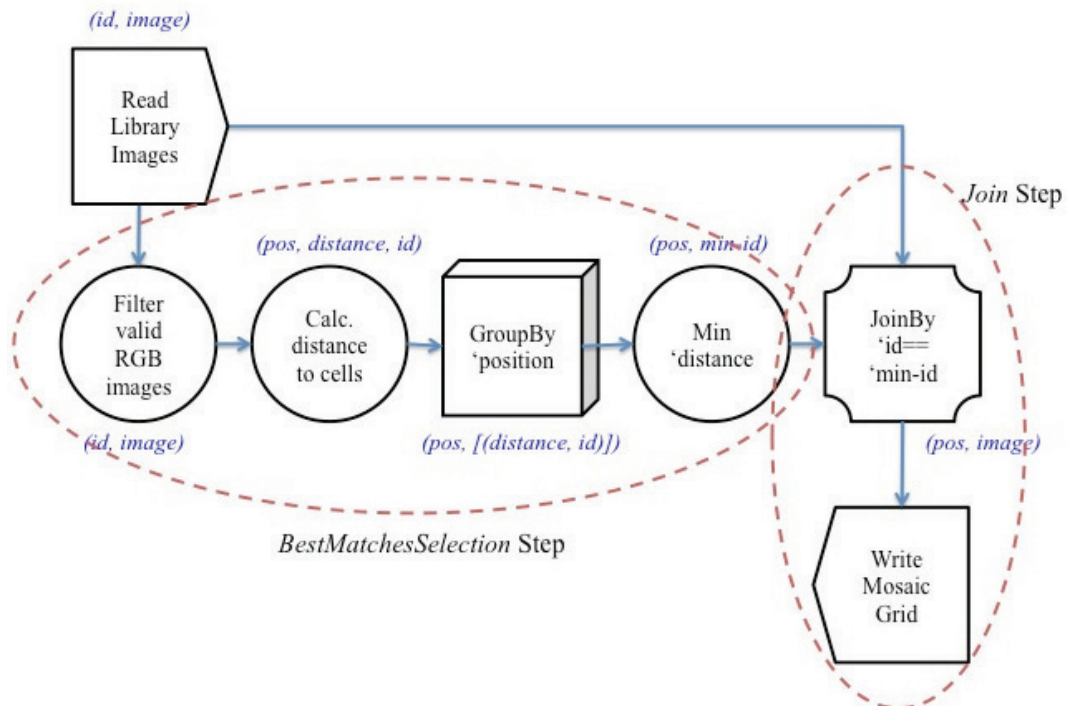 (id, image)
Read
Library
Images
Join Step
(pos, distance, id)
(pos, min-id)
Filter
valid
RGB
images
Calc.
distance
to cells
GroupBy
‘position
Min
‘distance
JoinBy
‘id==
‘min-id
(id, image)
(pos, [(distance, id)])
(pos, image)
BestMatchesSelection Step
Write
Mosaic
Grid